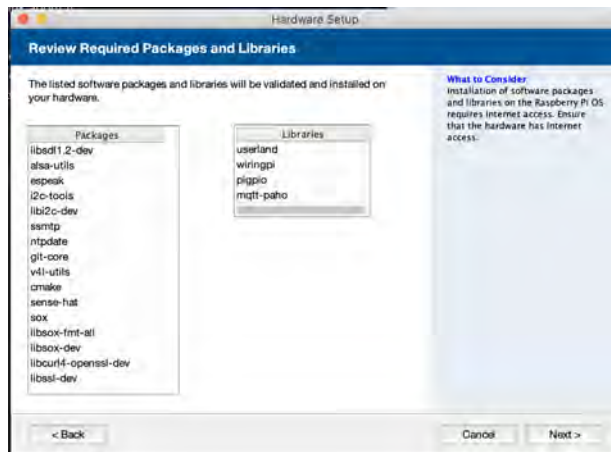 Hardware Setup
Review Required Packages and Libraries
The listed software packages and libraries will be validated and installed on
your hardware.
Packages
libsdl1.2-dev
alsa-utils
espeak
i2c-tools
libi2c-dev
ssmtp
ntpdate
git-core
v4l-utils
cmake
sense-hat
sox
libsox-fmt-all
libsox-dev
libcurl4-openssl-dev
libssl-dev
Libraries
userland
wiringpi
pigpio
mqtt-paho
What to Consider
Installation of software packages
and libraries on the Raspberry Pi OS
requires internet access. Ensure
that the hardware has Internet
access.
< Back
Cancel
Next >